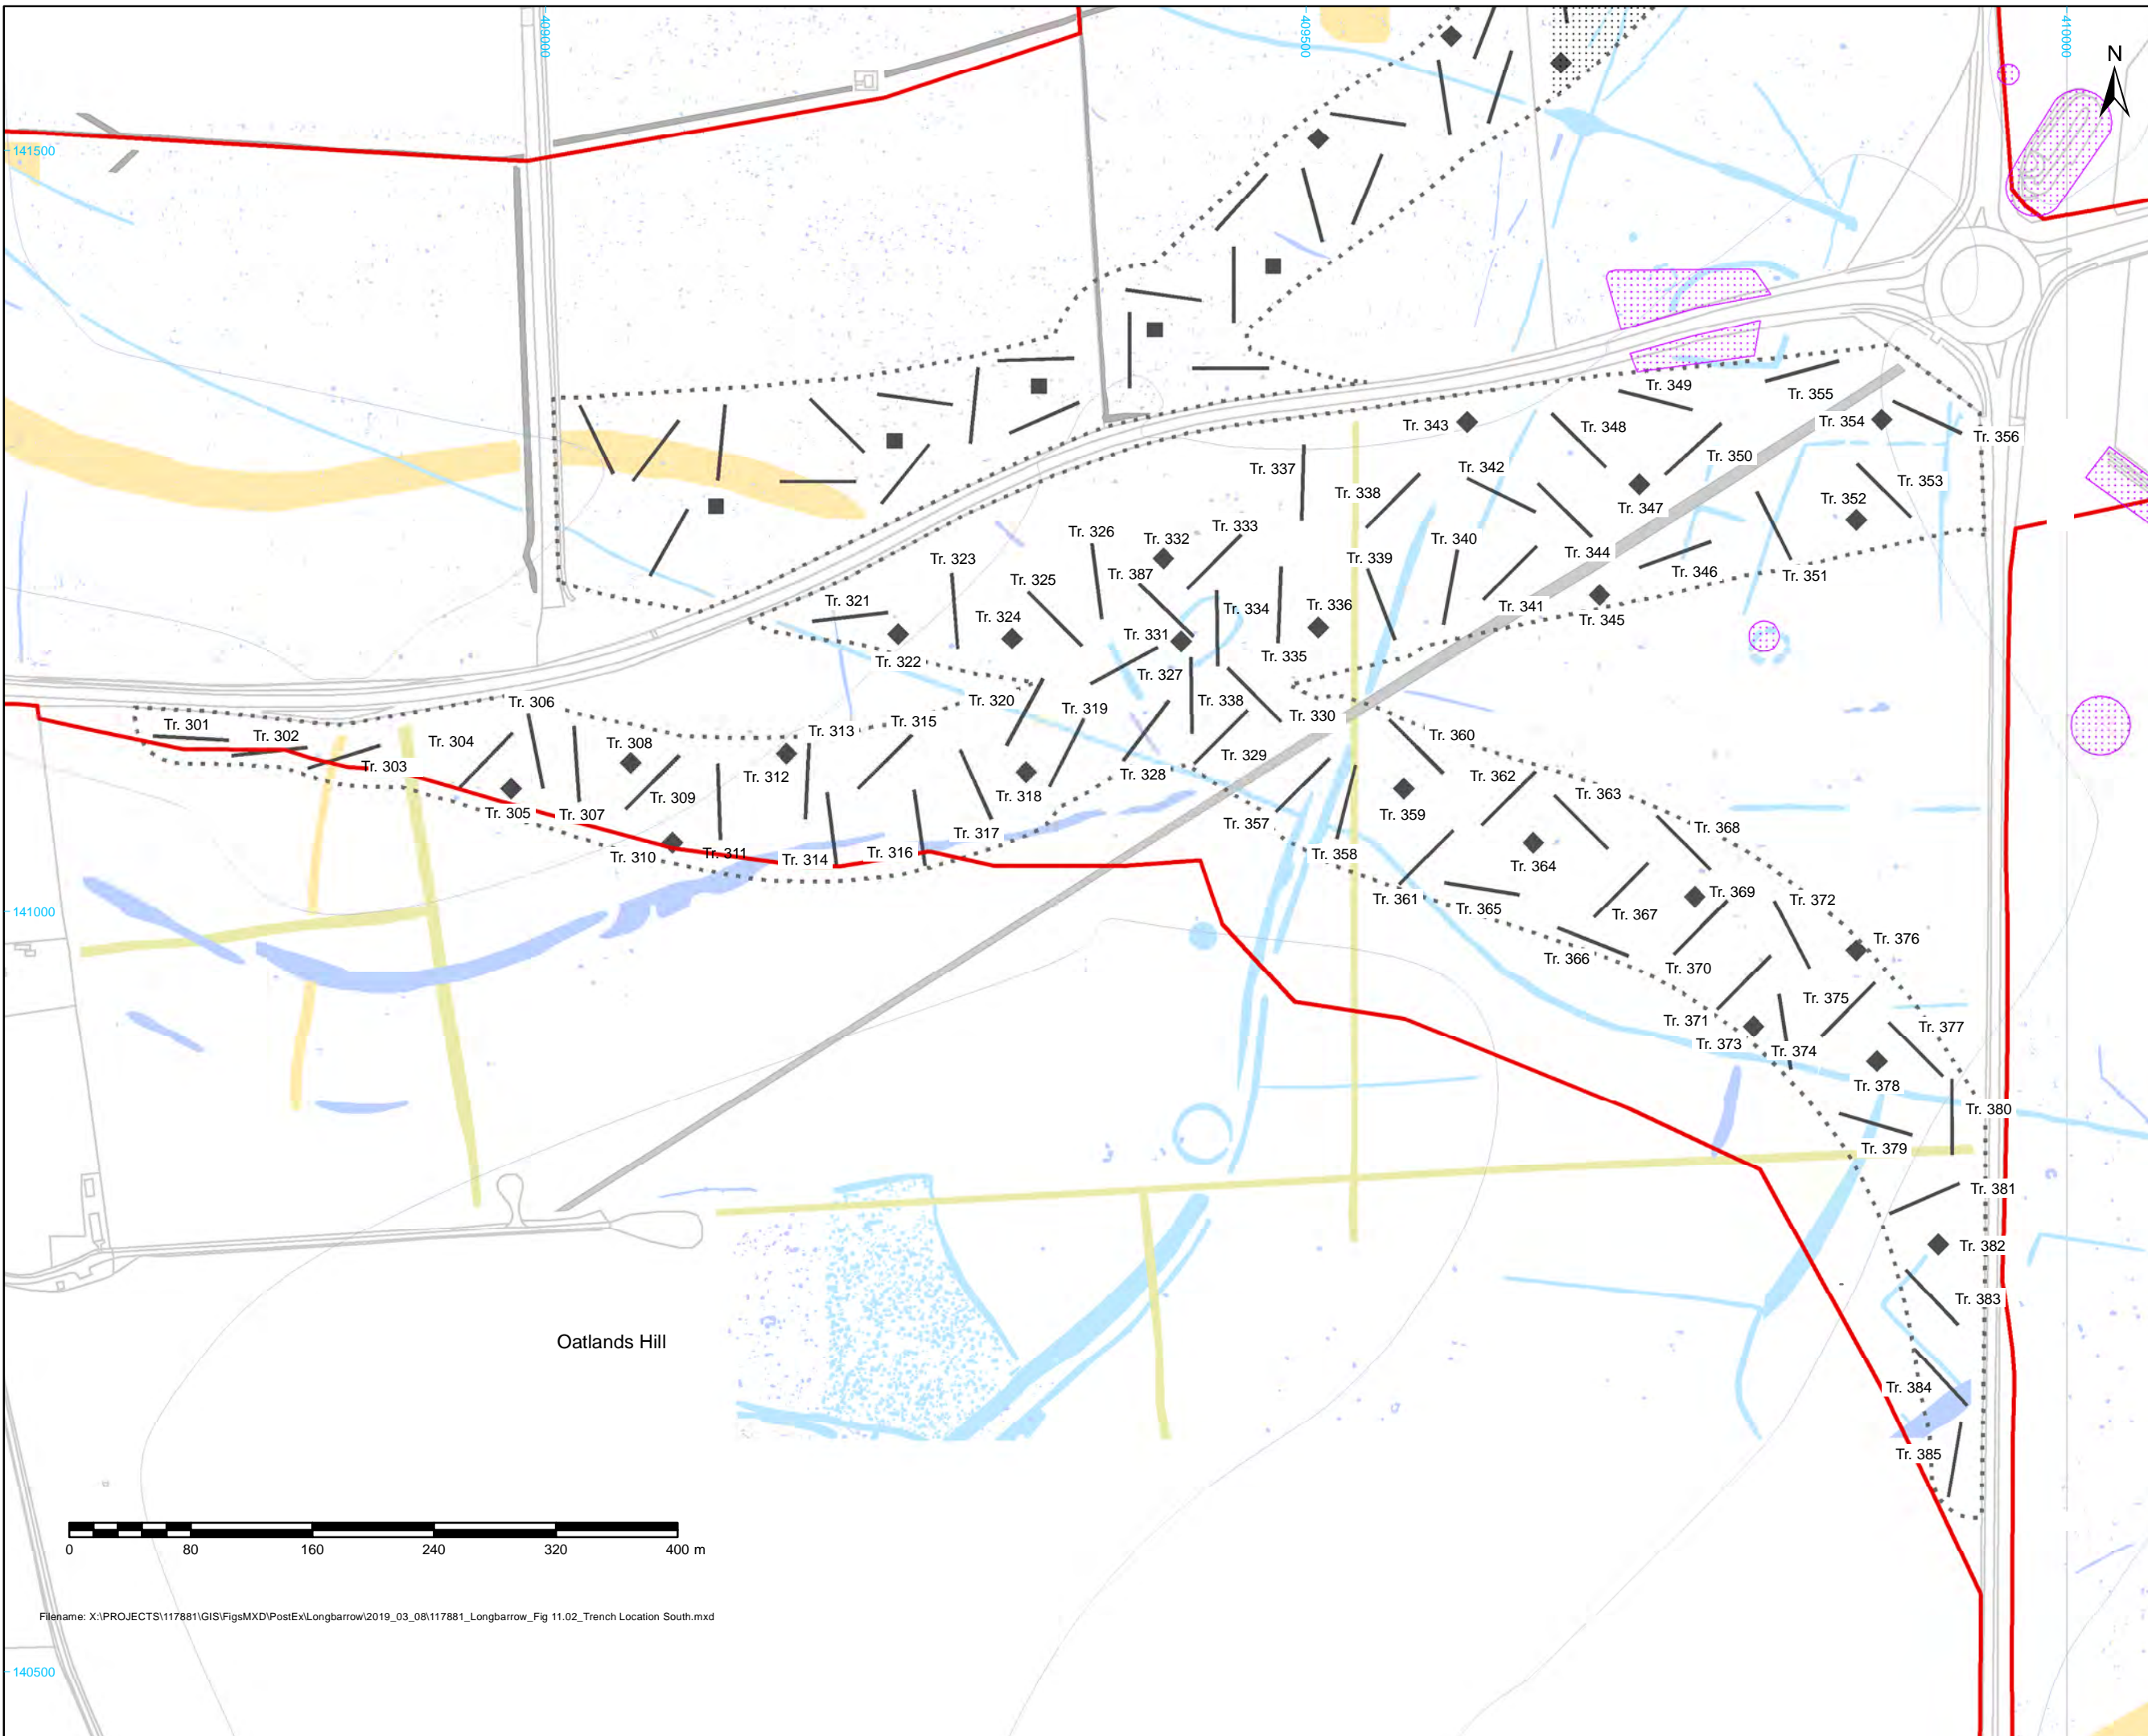 409000
409500
410000
N
141500
Tr. 349
Tr. 355
Tr. 343
Tr. 354
Tr. 348
Tr. 356
Tr. 350
Tr. 337
Tr. 342
Tr. 353
Tr. 338
Tr. 352
Tr. 347
Tr. 326
Tr. 333
Tr. 332
Tr. 340
Tr. 344
Tr. 323
Tr. 339
Tr. 387
Tr. 346
Tr. 351
Tr. 325
Tr. 321
Tr. 341
Tr. 345
Tr. 324
Tr. 334
Tr. 336
Tr. 331
Tr. 335
Tr. 322
Tr. 327
Tr. 306
Tr. 320
Tr. 338
Tr. 319
Tr. 330
Tr. 301
Tr. 302
Tr. 304
Tr. 308
Tr. 313
Tr. 315
Tr. 360
Tr. 303
Tr. 312
Tr. 329
Tr. 328
Tr. 362
Tr. 309
Tr. 318
Tr. 363
Tr. 305
Tr. 307
Tr. 357
Tr. 359
Tr. 317
Tr. 368
Tr. 310
Tr. 311
Tr. 314
Tr. 316
Tr. 358
Tr. 364
141000
Tr. 361
Tr. 365
Tr. 369
Tr. 372
Tr. 367
Tr. 366
Tr. 376
Tr. 370
Tr. 375
Tr. 371
Tr. 377
Tr. 373
Tr. 374
Tr. 378
Tr. 380
Tr. 379
Tr. 381
Tr. 382
Tr. 383
Oatlands Hill
Tr. 384
Tr. 385
0 80 160 240 320 400 m
Filename: X:\PROJECTS\117881\GIS\FigsMXD\PostEx\Longbarrow\2019_03_08\117881_Longbarrow_Fig 11.02_Trench Location South.mxd
140500